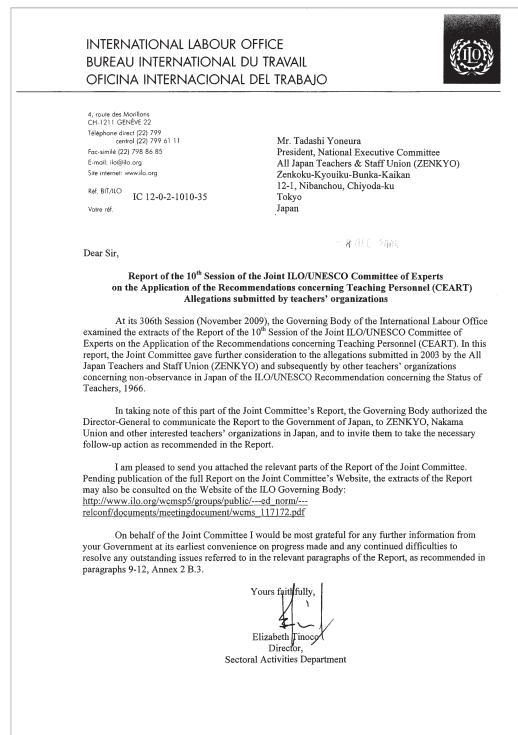 INTERNATIONAL LABOUR OFFICE
BUREAU INTERNATIONAL DU TRAVAIL
OFICINA INTERNACIONAL DEL TRABAJO
ILO
4, route des Morillons
CH-1211 GENÈVE 22
Téléphone direct (22) 799
central (22) 799 61 11
Fac-similé (22) 798 86 85
E-mail: ilo@ilo.org
Site internet: www.ilo.org
Réf. BIT/ILO
IC 12-0-2-1010-35
Votre réf.
Mr. Tadashi Yoneura
President, National Executive Committee
All Japan Teachers & Staff Union (ZENKYO)
Zenkoku-Kyouiku-Bunka-Kaikan
12-1, Nibanchou, Chiyoda-ku
Tokyo
Japan
Dear Sir,
Report of the 10th Session of the Joint ILO/UNESCO Committee of Experts
on the Application of the Recommendations concerning Teaching Personnel (CEART)
Allegations submitted by teachers' organizations
At its 306th Session (November 2009), the Governing Body of the International Labour Office
examined the extracts of the Report of the 10th Session of the Joint ILO/UNESCO Committee of
Experts on the Application of the Recommendations concerning Teaching Personnel (CEART). In this
report, the Joint Committee gave further consideration to the allegations submitted in 2003 by the All
Japan Teachers and Staff Union (ZENKYO) and subsequently by other teachers' organizations
concerning non-observance in Japan of the ILO/UNESCO Recommendation concerning the Status of
Teachers, 1966.
In taking note of this part of the Joint Committee's Report, the Governing Body authorized the
Director-General to communicate the Report to the Government of Japan, to ZENKYO, Nakama
Union and other interested teachers' organizations in Japan, and to invite them to take the necessary
follow-up action as recommended in the Report.
I am pleased to send you attached the relevant parts of the Report of the Joint Committee.
Pending publication of the full Report on the Joint Committee's Website, the extracts of the Report
may also be consulted on the Website of the ILO Governing Body:
http://www.ilo.org/wcmsp5/groups/public/---ed_norm/---
relconf/documents/meetingdocument/wcms_117172.pdf
On behalf of the Joint Committee I would be most grateful for any further information from
your Government at its earliest convenience on progress made and any continued difficulties to
resolve any outstanding issues referred to in the relevant paragraphs of the Report, as recommended in
paragraphs 9-12, Annex 2 B.3.
Yours faithfully,
Elizabeth Tinoco
Director,
Sectoral Activities Department